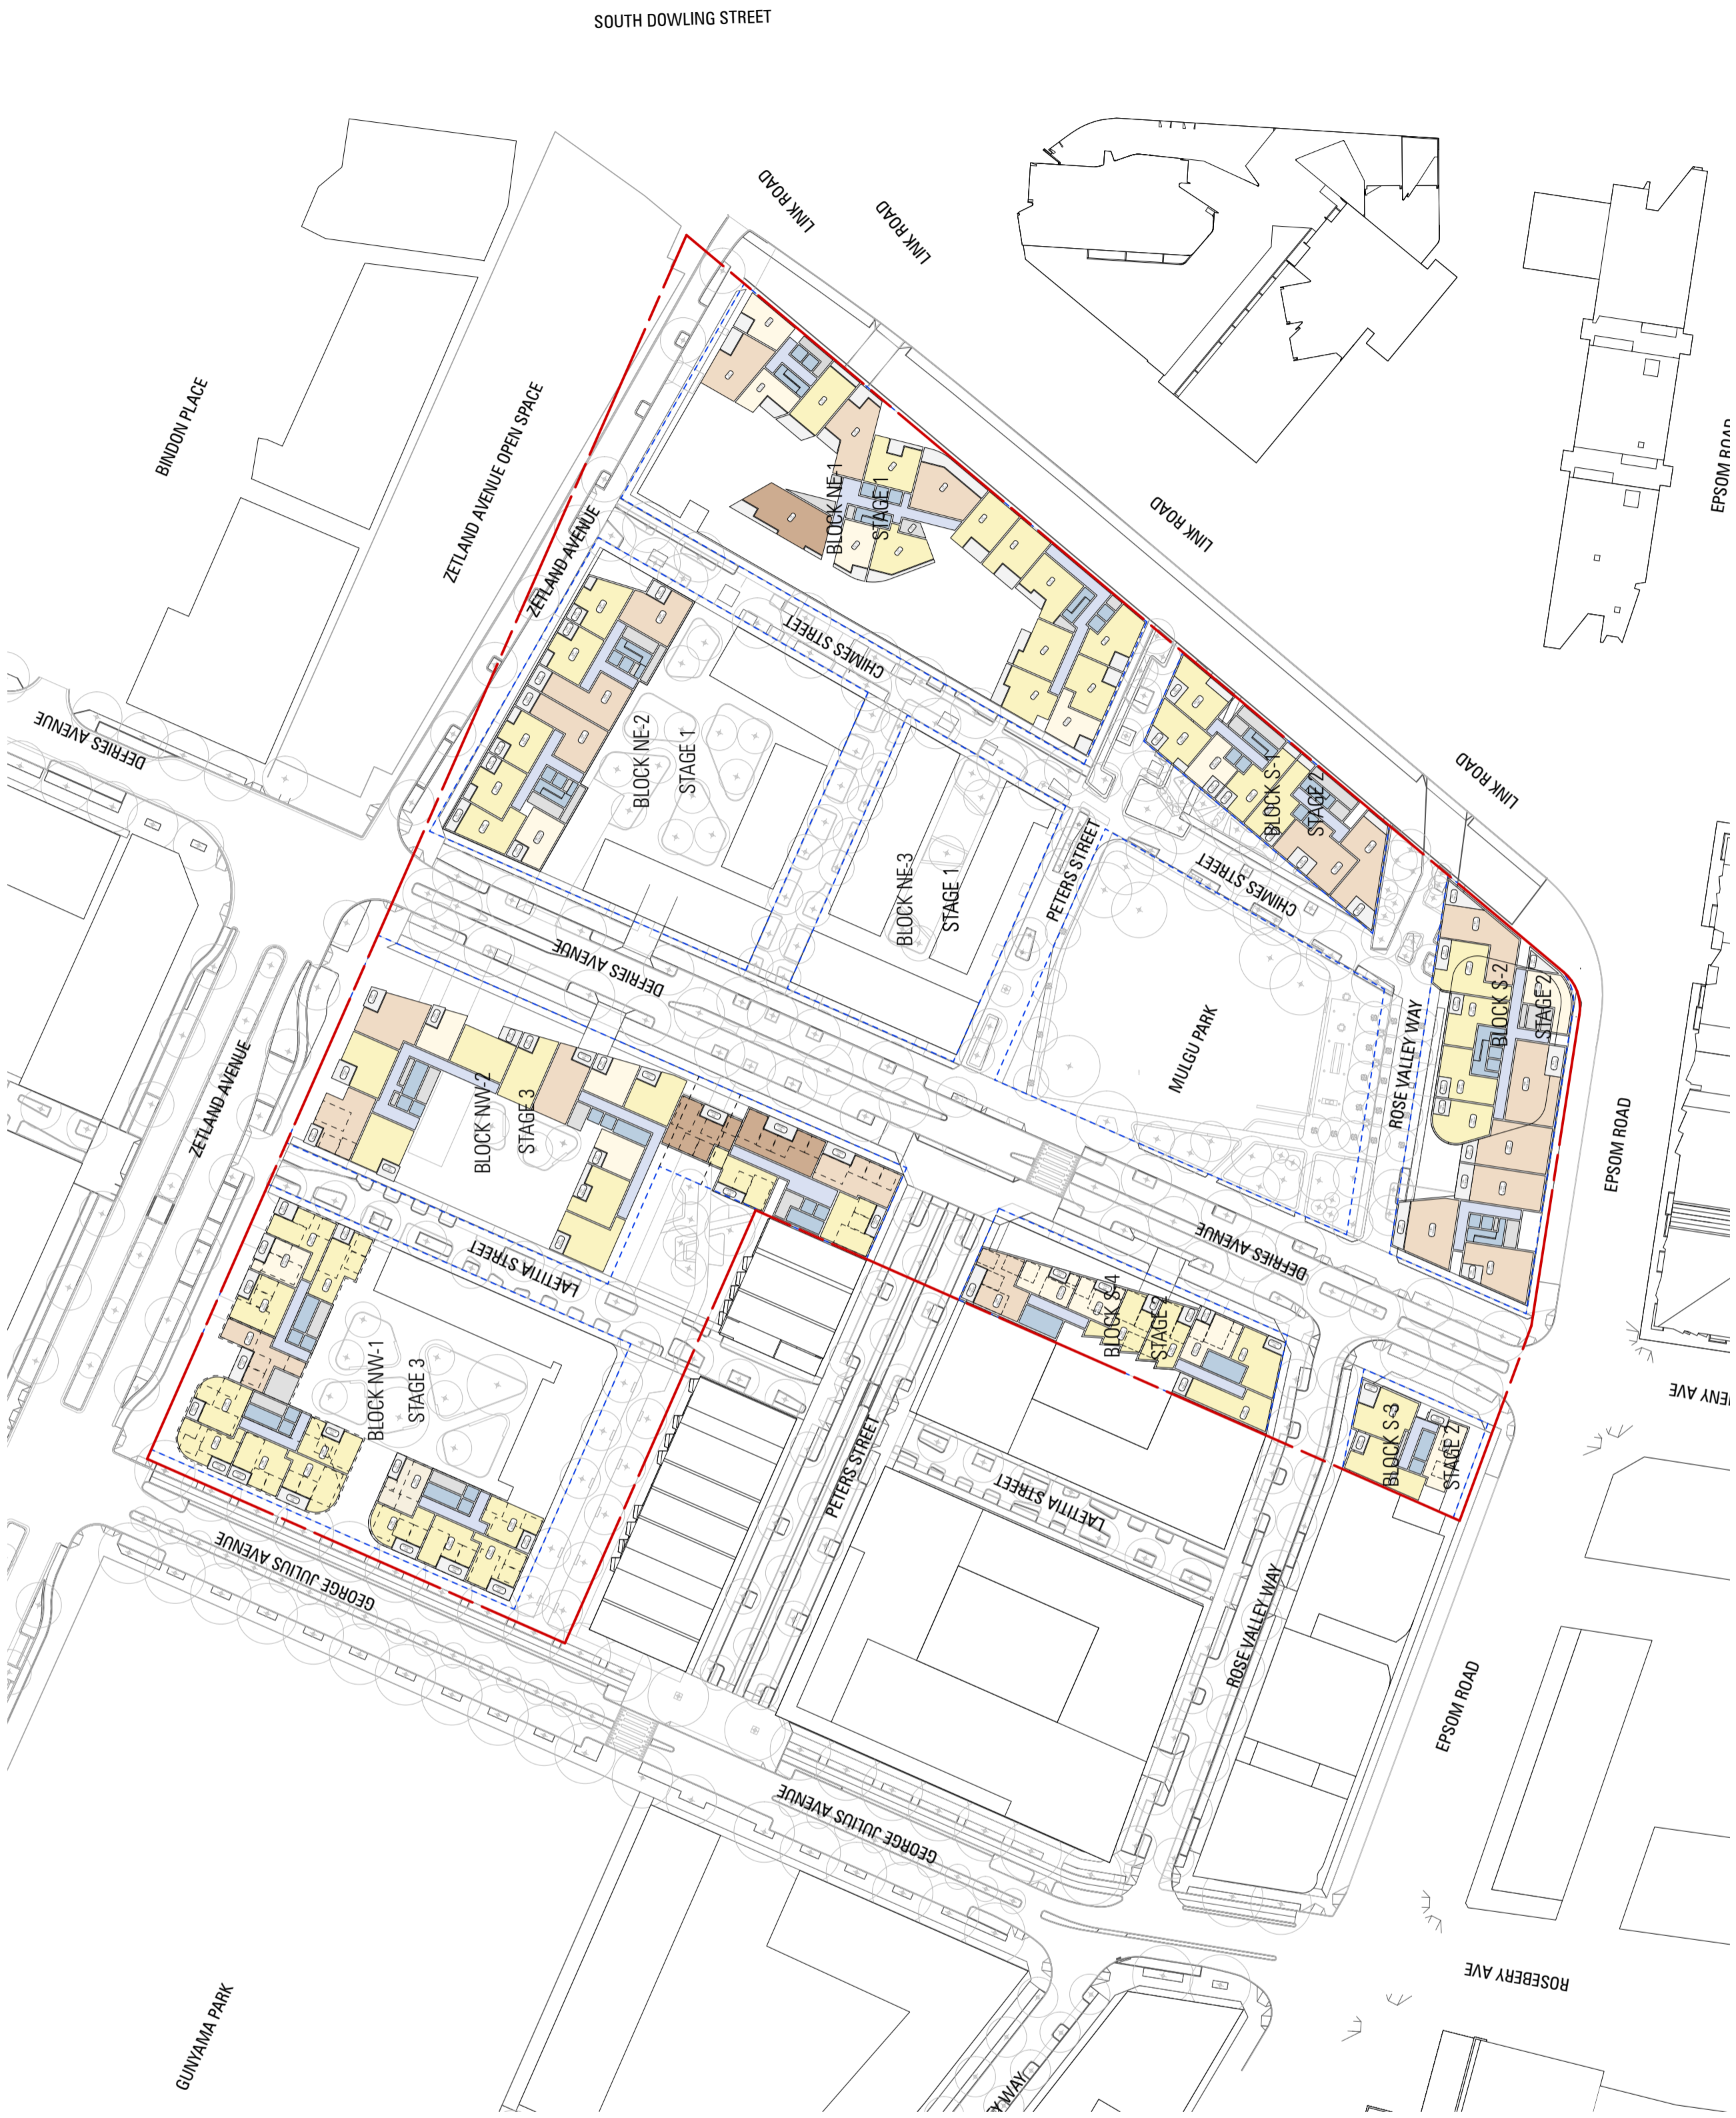 SOUTH DOWLING STREET
LINK ROAD
LINK ROAD
BINDON PLACE
ZETLAND AVENUE OPEN SPACE
EPSOM ROAD
ZETLAND AVENUE
BLOCK NE-1
STAGE 1
LINK ROAD
CHIMES STREET
DEFRIES AVENUE
BLOCK NE-2
STAGE 1
LINK ROAD
BLOCK S-1
STAGE 2
PETERS STREET
CHIMES STREET
BLOCK NE-3
STAGE 1
DEFRIES AVENUE
MULGU PARK
ROSE VALLEY WAY
BLOCK S-2
STAGE 2
ZETLAND AVENUE
BLOCK NW-2
STAGE 3
EPSOM ROAD
LAETITIA STREET
DEFRIES AVENUE
BLOCK S-4
STAGE 2
BLOCK NW-1
STAGE 3
ENY AVE
BLOCK S-3
STAGE 2
PETERS STREET
LAETITIA STREET
GEORGE JULIUS AVENUE
ROSE VALLEY WAY
EPSOM ROAD
GEORGE JULIUS AVENUE
ROSEBERY AVE
GUNYAMA PARK
Y WAY